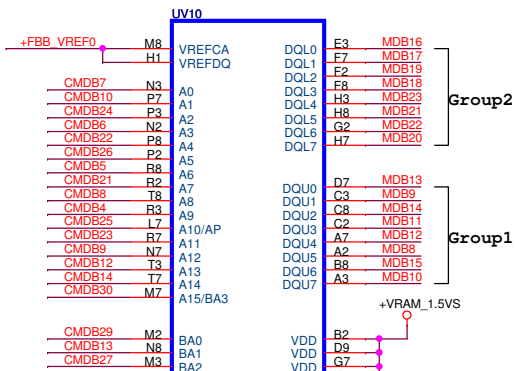 UV10
+FBB_VREF0 M8 VREFCA DQL0 E3 MDB16
H1 VREFDQ DQL1 F7 MDB17
DQL2 F2 MDB19
CMDB7 N3 A0 DQL3 F8 MDB18
CMDB10 P7 A1 DQL4 H3 MDB23
CMDB24 P3 A2 DQL5 H8 MDB21
CMDB6 N2 A3 DQL6 G2 MDB22
CMDB22 P8 A4 DQL7 H7 MDB20
Group2
CMDB26 P2 A5
CMDB5 R8 A6
CMDB21 R2 A7 DQU0 D7 MDB13
CMDB8 T8 A8 DQU1 C3 MDB9
CMDB4 R3 A9 DQU2 C8 MDB14
CMDB25 L7 A10/AP DQU3 C2 MDB11
CMDB23 R7 A11 DQU4 A7 MDB12
CMDB9 N7 A12 DQU5 A2 MDB8
CMDB12 T3 A13 DQU6 B8 MDB15
CMDB14 T7 A14 DQU7 A3 MDB10
Group1
CMDB30 M7 A15/BA3
+VRAM_1.5VS
CMDB29 M2 BA0 VDD B2
CMDB13 N8 BA1 VDD D9
CMDB27 M3 BA2 VDD G7